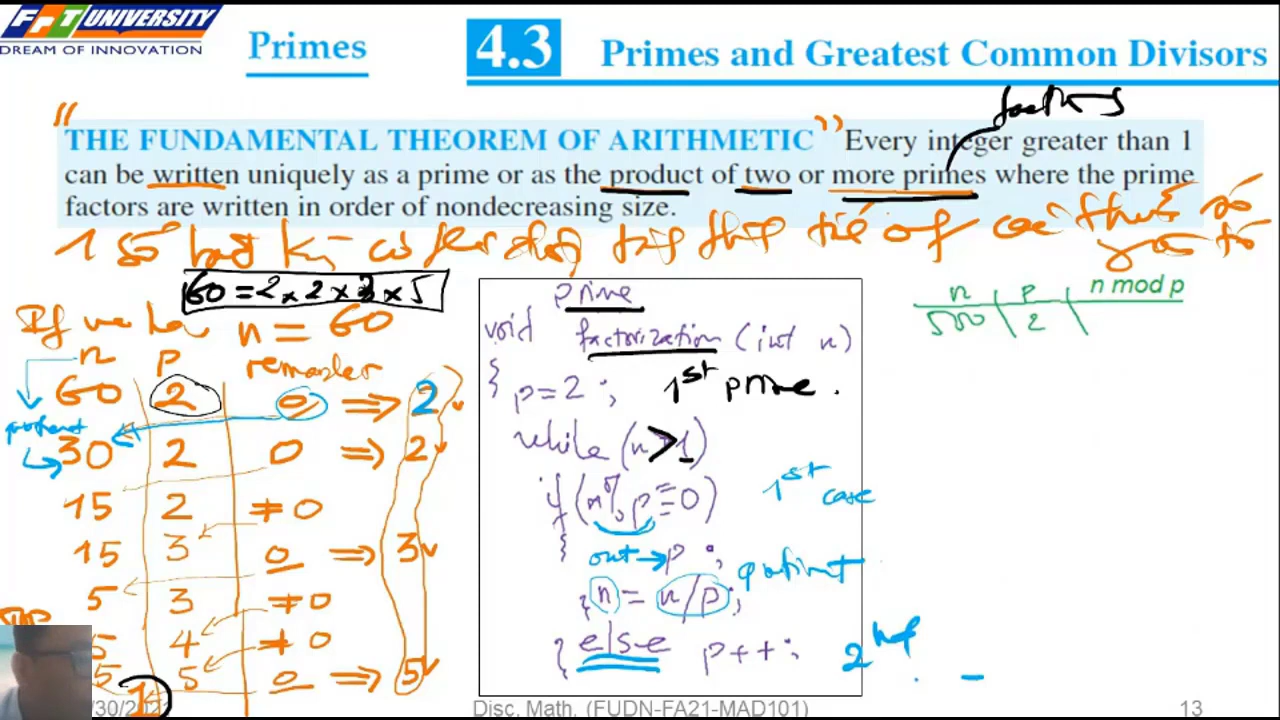 FPT UNIVERSITY
DREAM OF INNOVATION
Primes
4.3 Primes and Greatest Common Divisors
factors
"THE FUNDAMENTAL THEOREM OF ARITHMETIC" Every integer greater than 1
can be written uniquely as a prime or as the product of two or more primes where the prime
factors are written in order of nondecreasing size.
1 số bất kì có
60 = 2 x 2 x 3 x 5
If we have n = 60
n p remainder
60 2 0 => 2
quotient
30 2 0 => 2
15 2 ≠ 0
15 3 0 => 3
5 3 ≠ 0
5 4 ≠ 0
5 5 0 => 5
1
prime
void factorization (int n)
{ p = 2 ; 1st prime.
while (n > 1)
if (n % p == 0) 1st case
{ out → p ; quotient
n = n/p ; }
} else p++ ; 2nd
n p n mod p
500 2
Disc. Math. (FUDN-FA21-MAD101)
13